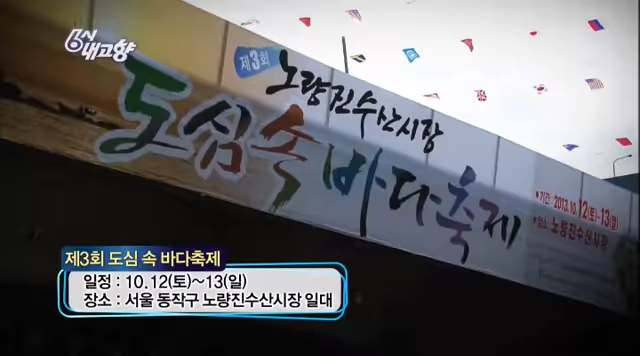 6시
내고향
제3회
노량진수산시장
도심속 바다축제
• 기간 : 2013.10.12(토)~13(일)
• 장소 : 노량진수산시장
제3회 도심 속 바다축제
일정 : 10.12(토)~13(일)
장소 : 서울 동작구 노량진수산시장 일대